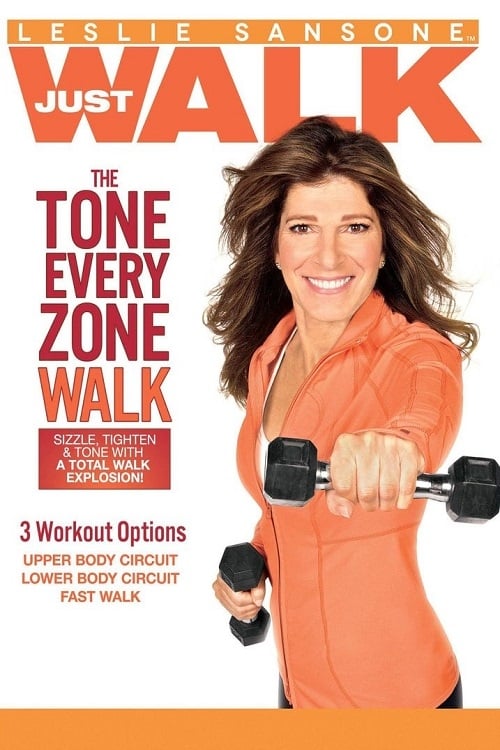 LESLIE SANSONE™
JUST WALK
THE
TONE
EVERY
ZONE
WALK
SIZZLE, TIGHTEN
& TONE WITH
A TOTAL WALK
EXPLOSION!
3 Workout Options
UPPER BODY CIRCUIT
LOWER BODY CIRCUIT
FAST WALK